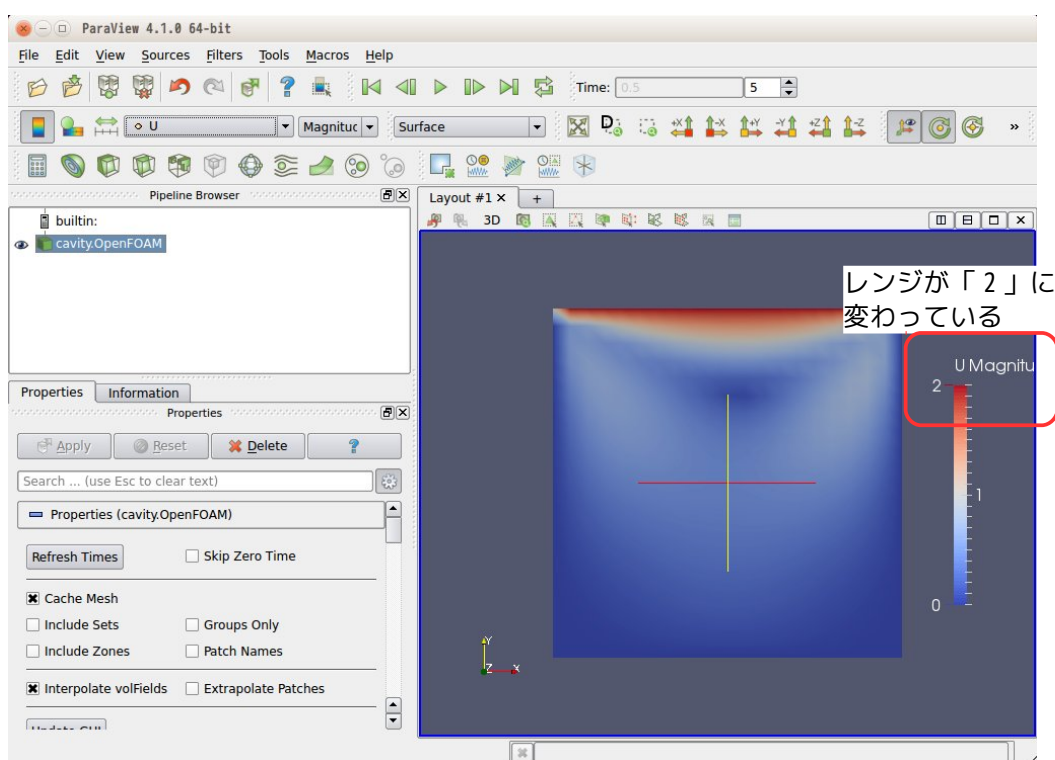 ParaView 4.1.0 64-bit
File Edit View Sources Filters Tools Macros Help
Time: 0.5 5
U Magnituc Surface
+X -X +Y -Y +Z -Z »
Pipeline Browser
Layout #1 × +
builtin:
3D
cavity.OpenFOAM
レンジが「2」に
変わっている
U Magnitu
2
1
0
Properties Information
Properties
Apply Reset Delete ?
Search ... (use Esc to clear text)
Properties (cavity.OpenFOAM)
Refresh Times Skip Zero Time
Cache Mesh
Include Sets Groups Only
Include Zones Patch Names
Interpolate volFields Extrapolate Patches
Update GUI
Y
Z X